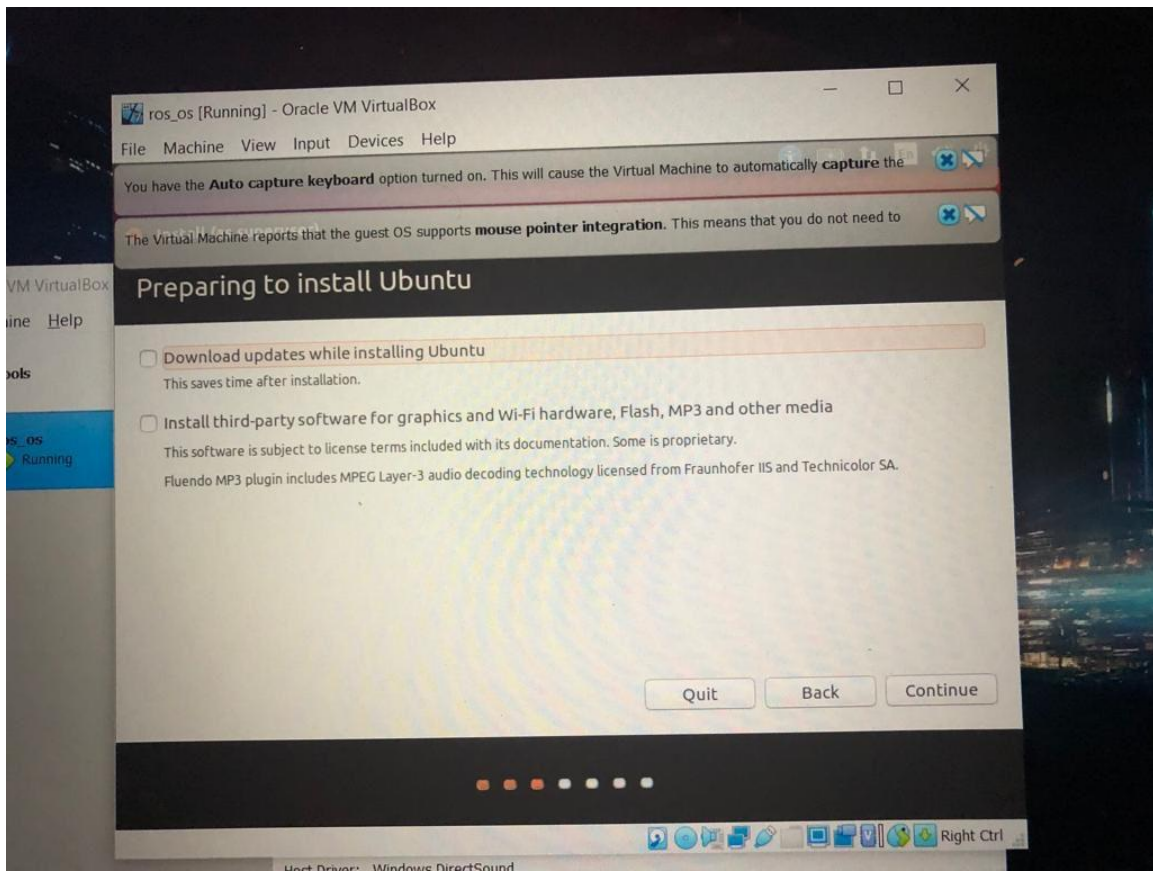 ros_os [Running] - Oracle VM VirtualBox
File Machine View Input Devices Help
You have the Auto capture keyboard option turned on. This will cause the Virtual Machine to automatically capture the
The Virtual Machine reports that the guest OS supports mouse pointer integration. This means that you do not need to
VM VirtualBox
Help
Running
Preparing to install Ubuntu
Download updates while installing Ubuntu
This saves time after installation.
Install third-party software for graphics and Wi-Fi hardware, Flash, MP3 and other media
This software is subject to license terms included with its documentation. Some is proprietary.
Fluendo MP3 plugin includes MPEG Layer-3 audio decoding technology licensed from Fraunhofer IIS and Technicolor SA.
Quit Back Continue
Right Ctrl
Host Driver: Windows DirectSound